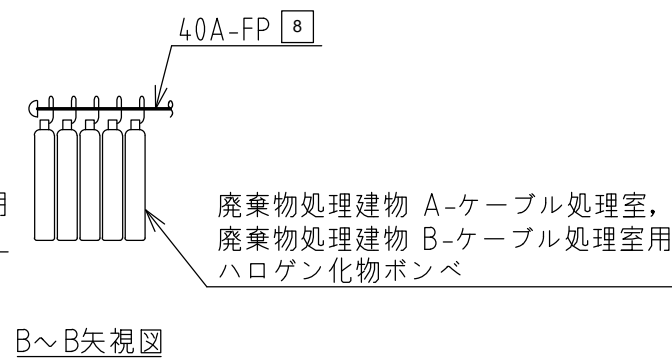 40A-FP 8
用
廃棄物処理建物 A-ケーブル処理室,
廃棄物処理建物 B-ケーブル処理室用
ハロゲン化物ボンベ
B～B矢視図